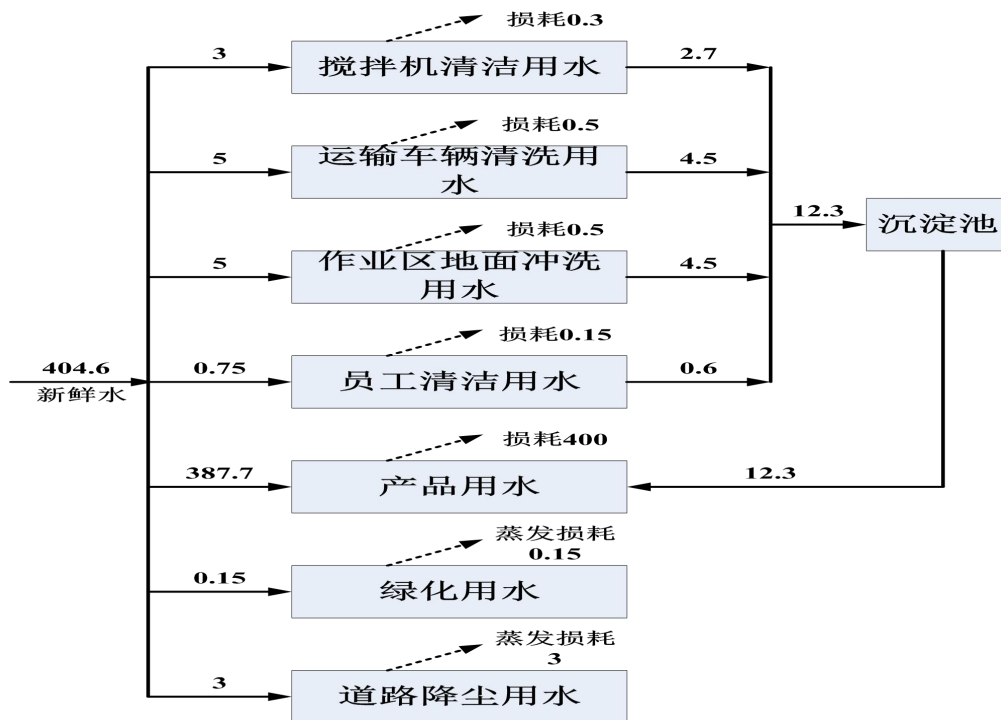 损耗0.3
3
搅拌机清洁用水
2.7
损耗0.5
5
运输车辆清洗用
水
4.5
12.3
沉淀池
损耗0.5
5
作业区地面冲洗
用水
4.5
损耗0.15
404.6
新鲜水
0.75
员工清洁用水
0.6
损耗400
387.7
产品用水
12.3
蒸发损耗
0.15
0.15
绿化用水
蒸发损耗
3
3
道路降尘用水